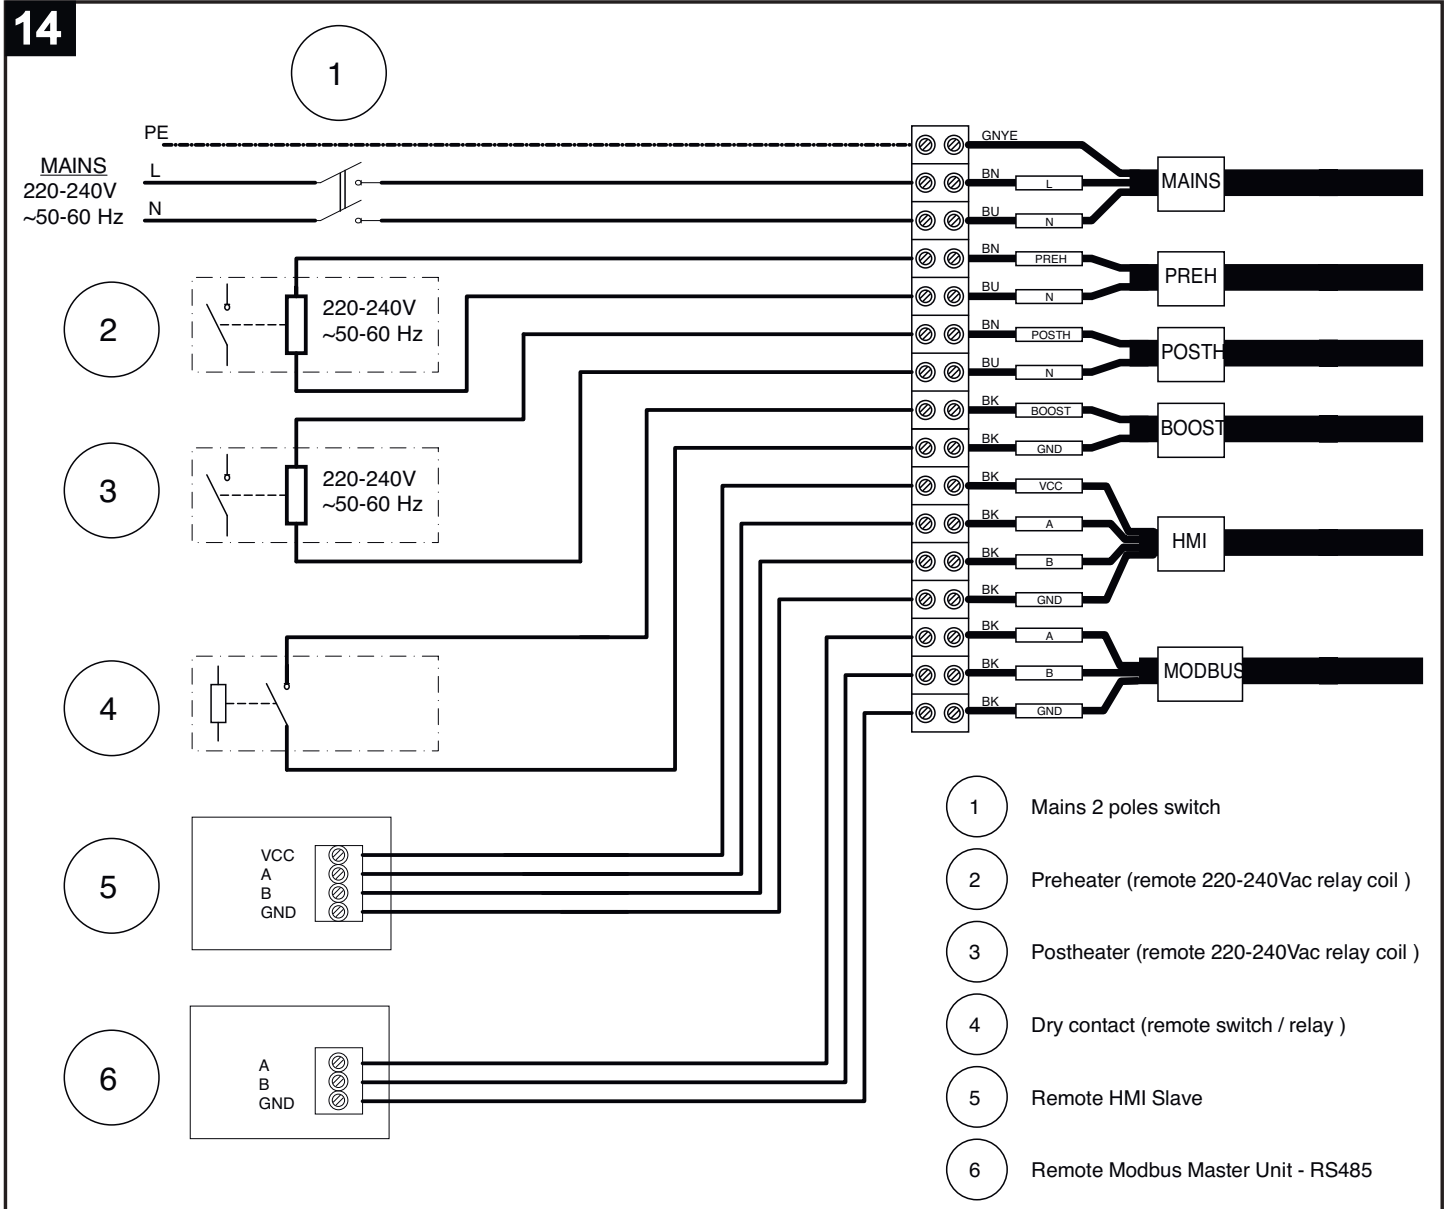 14
1
PE
MAINS
220-240V
~50-60 Hz
L
N
GNYE
BN
L
BU
N
MAINS
BN
PREH
BU
N
PREH
BN
POSTH
BU
N
POSTH
BK
BOOST
BK
GND
BOOST
BK
VCC
BK
A
BK
B
BK
GND
HMI
BK
A
BK
B
BK
GND
MODBUS
2
220-240V
~50-60 Hz
3
220-240V
~50-60 Hz
4
5
VCC
A
B
GND
6
A
B
GND
1 Mains 2 poles switch
2 Preheater (remote 220-240Vac relay coil )
3 Postheater (remote 220-240Vac relay coil )
4 Dry contact (remote switch / relay )
5 Remote HMI Slave
6 Remote Modbus Master Unit - RS485